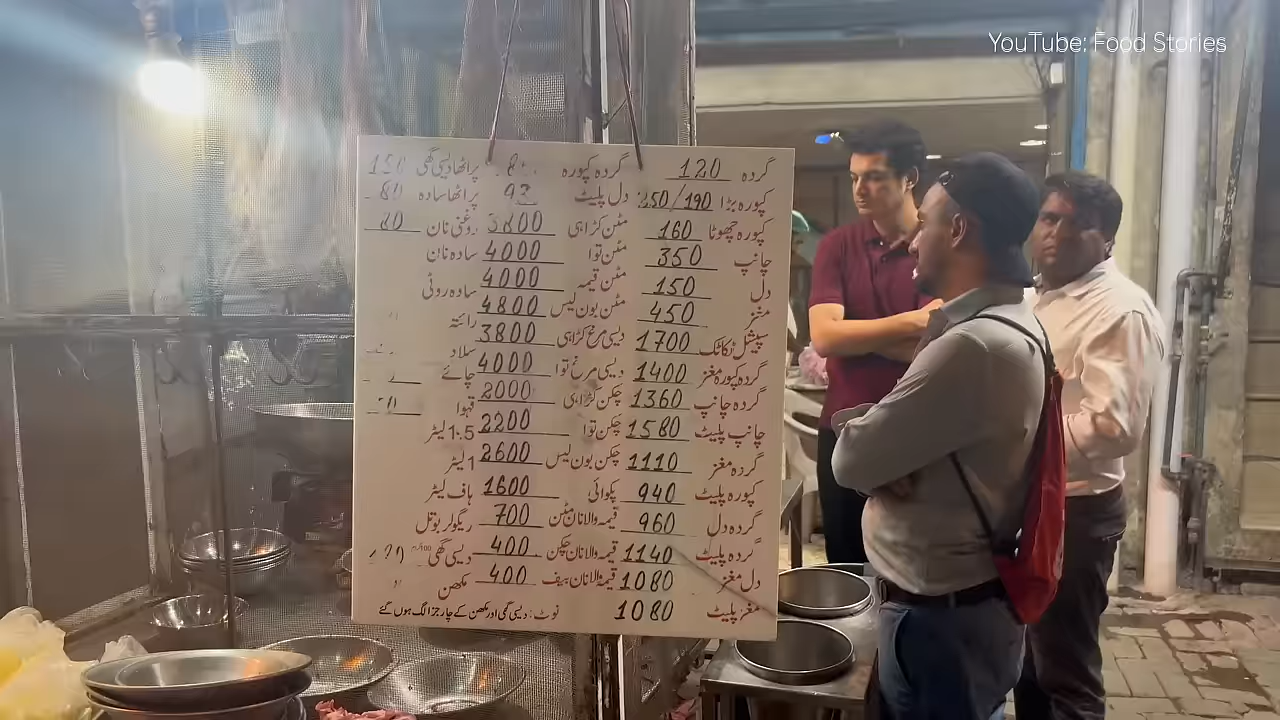 YouTube: Food Stories
گردہ 120
کپورہ بڑا 250/190
کپورہ چھوٹا 160
چانپ 350
دل 150
مغز 450
سپیشل ٹکاٹک 1700
گردہ کپورہ مغز 1400
گردہ چانپ 1360
چانپ پلیٹ 1580
گردہ مغز 1110
کپورہ پلیٹ 940
گردہ دل 960
گردہ پلیٹ 1140
دل مغز 1080
مغز پلیٹ 1080
گردہ کپورہ
دل پلیٹ
مٹن کڑاہی 3800
مٹن توا 4000
مٹن قیمہ 4000
مٹن بون لیس 4800
دیسی مرغ کڑاہی 3800
دیسی مرغ توا 4000
چکن کڑاہی 2000
چکن توا 2200
چکن بون لیس 2600
پکوائی 1600
قیمہ والا نان مٹن 700
قیمہ والا نان چکن 400
قیمہ والا نان بیف 400
پراٹھا دیسی گھی 150
پراٹھا سادہ 80
روغنی نان
سادہ نان
سادہ روٹی
رائتہ
سلاد
چائے
قہوا
1.5 لیٹر
1 لیٹر
ہاف لیٹر
ریگولر بوتل
دیسی گھی
مکھن
نوٹ: دیسی گھی اور مکھن کے چارجز الگ ہوں گئے